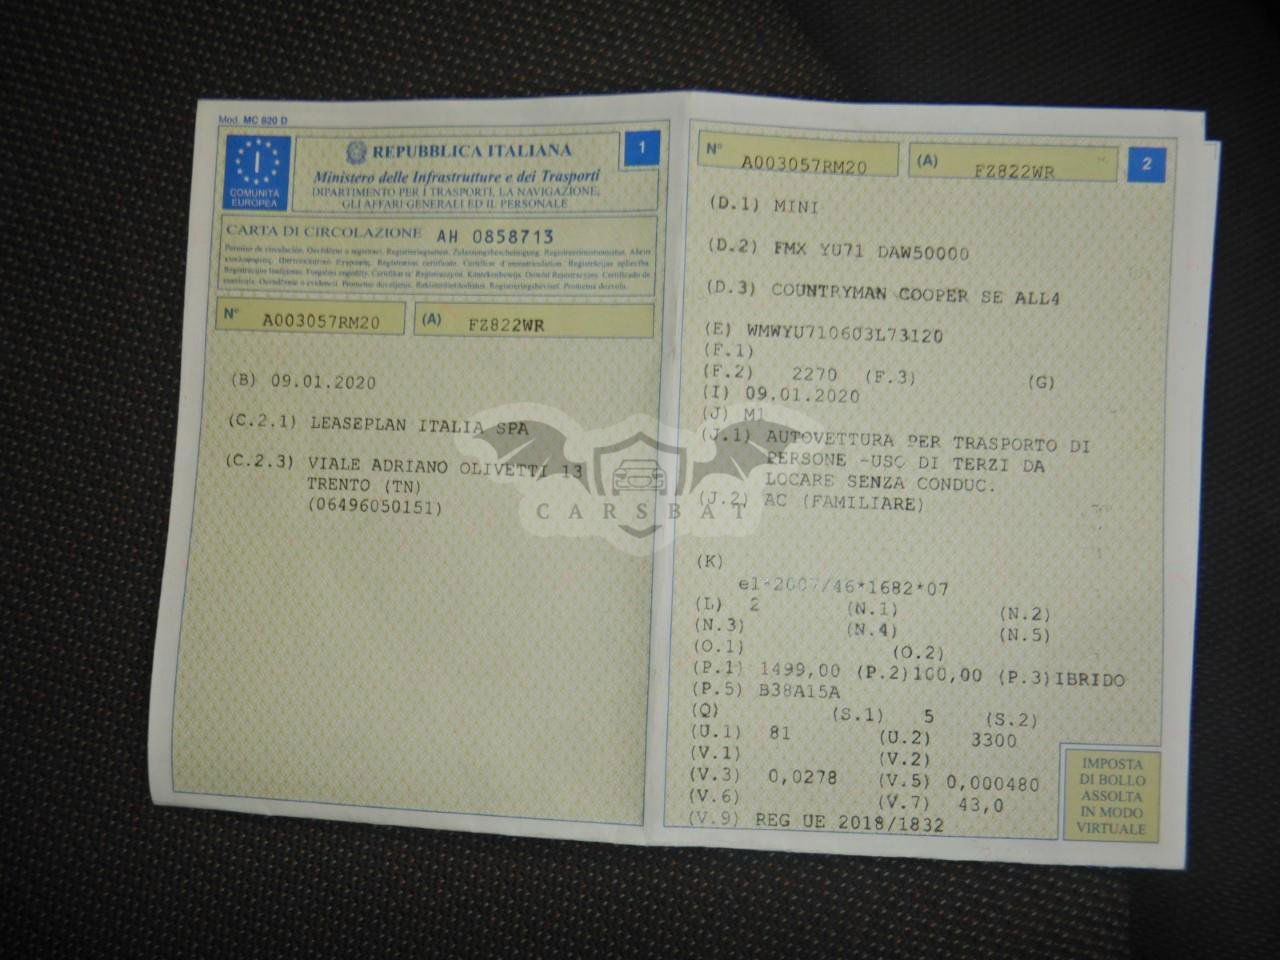 Mod. MC 820 D
I
COMUNITÀ
EUROPEA
REPUBBLICA ITALIANA
Ministero delle Infrastrutture e dei Trasporti
DIPARTIMENTO PER I TRASPORTI, LA NAVIGAZIONE,
GLI AFFARI GENERALI ED IL PERSONALE
1
CARTA DI CIRCOLAZIONE AH 0858713
N° A003057RM20 (A) FZ822WR
(B) 09.01.2020
(C.2.1) LEASEPLAN ITALIA SPA
(C.2.3) VIALE ADRIANO OLIVETTI 13
TRENTO (TN)
(06496050151)
CARSBAT
N° A003057RM20 (A) FZ822WR
2
(D.1) MINI
(D.2) FMX YU71 DAW50000
(D.3) COUNTRYMAN COOPER SE ALL4
(E) WMWYU710603L73120
(F.1)
(F.2) 2270 (F.3) (G)
(I) 09.01.2020
(J) M1
(J.1) AUTOVETTURA PER TRASPORTO DI
PERSONE -USO DI TERZI DA
LOCARE SENZA CONDUC.
(J.2) AC (FAMILIARE)
(K)
e1*2007/46*1682*07
(L) 2 (N.1) (N.2)
(N.3) (N.4) (N.5)
(O.1) (O.2)
(P.1) 1499,00 (P.2)100,00 (P.3)IBRIDO
(P.5) B38A15A
(Q) (S.1) 5 (S.2)
(U.1) 81 (U.2) 3300
(V.1) (V.2)
(V.3) 0,0278 (V.5) 0,000480
(V.6) (V.7) 43,0
(V.9) REG UE 2018/1832
IMPOSTA
DI BOLLO
ASSOLTA
IN MODO
VIRTUALE